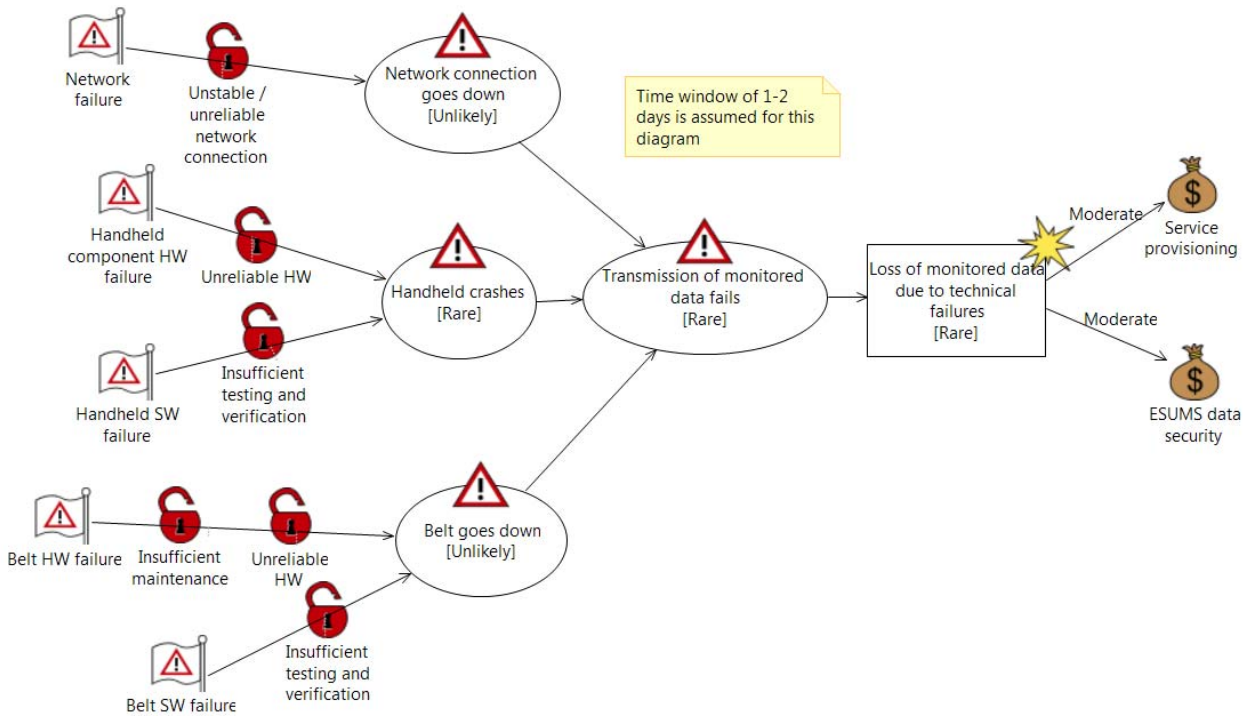 Network
failure
Unstable /
unreliable
network
connection
Network connection
goes down
[Unlikely]
Time window of 1-2
days is assumed for this
diagram
Handheld
component HW
failure
Unreliable HW
Handheld crashes
[Rare]
Handheld SW
failure
Insufficient
testing and
verification
Transmission of monitored
data fails
[Rare]
Loss of monitored data
due to technical
failures
[Rare]
Moderate
$
Service
provisioning
Moderate
$
ESUMS data
security
Belt HW failure
Insufficient
maintenance
Unreliable
HW
Belt goes down
[Unlikely]
Belt SW failure
Insufficient
testing and
verification